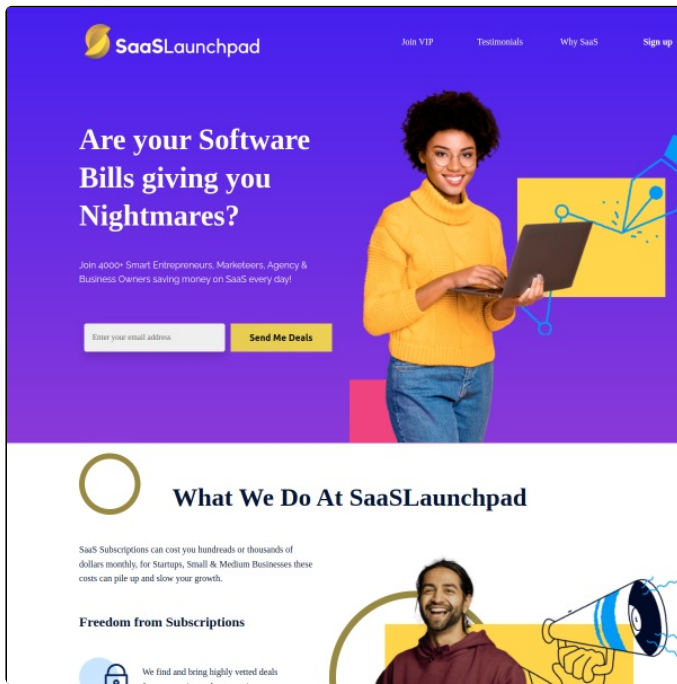 SaaSLaunchpad
Join VIP
Testimonials
Why SaaS
Sign up
Are your Software
Bills giving you
Nightmares?
Join 4000+ Smart Entrepreneurs, Marketeers, Agency &
Business Owners saving money on SaaS every day!
Enter your email address
Send Me Deals
What We Do At SaaSLaunchpad
SaaS Subscriptions can cost you hundreads or thousands of
dollars monthly, for Startups, Small & Medium Businesses these
costs can pile up and slow your growth.
Freedom from Subscriptions
We find and bring highly vetted deals